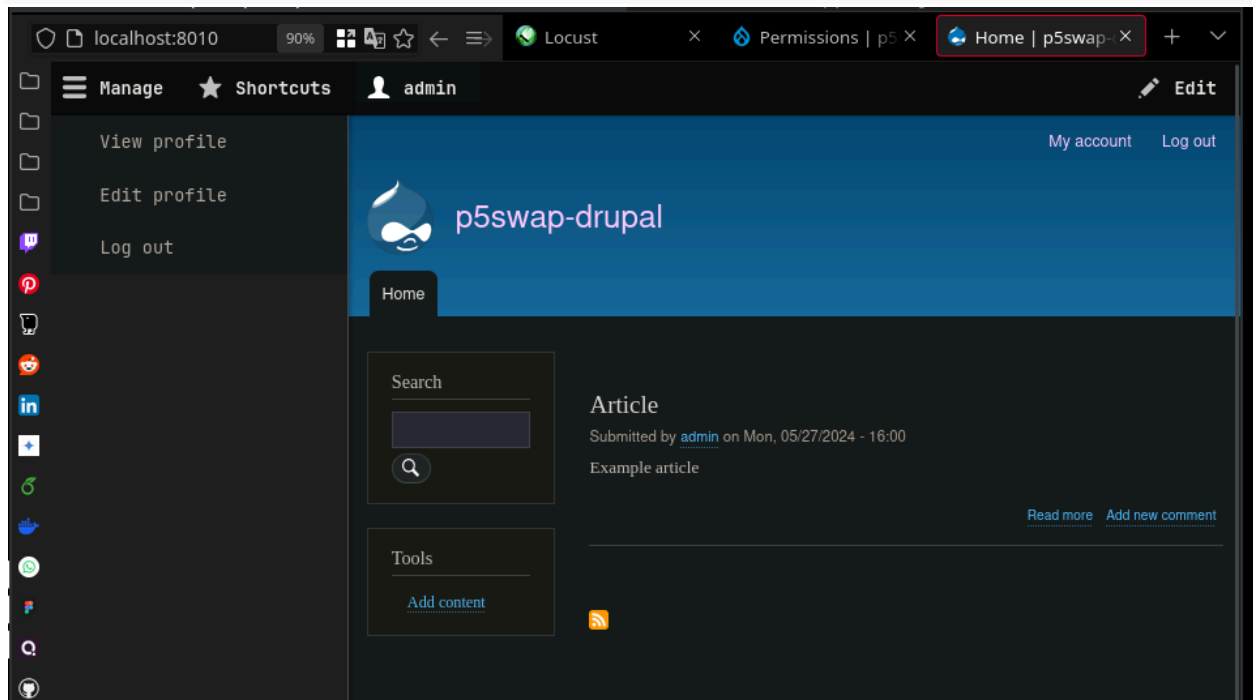 localhost:8010 90% Locust Permissions | p5 Home | p5swap-
Manage Shortcuts admin Edit
View profile
Edit profile
Log out
My account Log out
p5swap-drupal
Home
Search
Article
Submitted by admin on Mon, 05/27/2024 - 16:00
Example article
Read more Add new comment
Tools
Add content